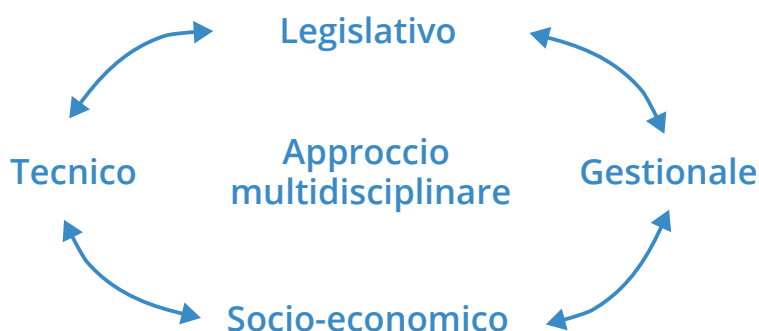 Legislativo
Tecnico
Approccio
multidisciplinare
Gestionale
Socio-economico